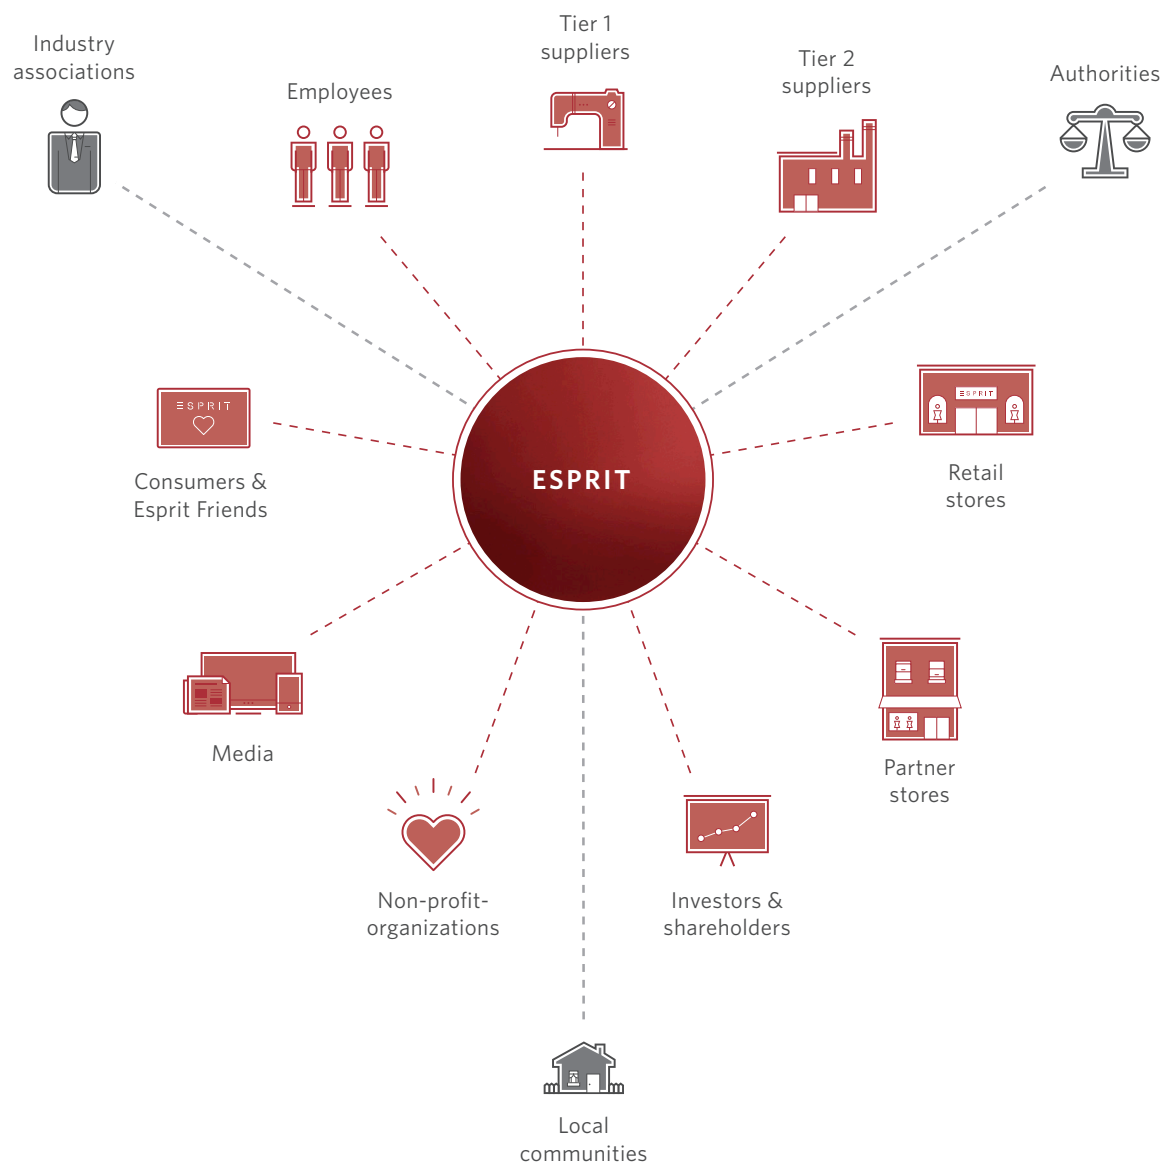 Industry
associations
Employees
Tier 1
suppliers
Tier 2
suppliers
Authorities
ESPRIT
Consumers &
Esprit Friends
ESPRIT
ESPRIT
Retail
stores
Media
Partner
stores
Non-profit-
organizations
Investors &
shareholders
Local
communities